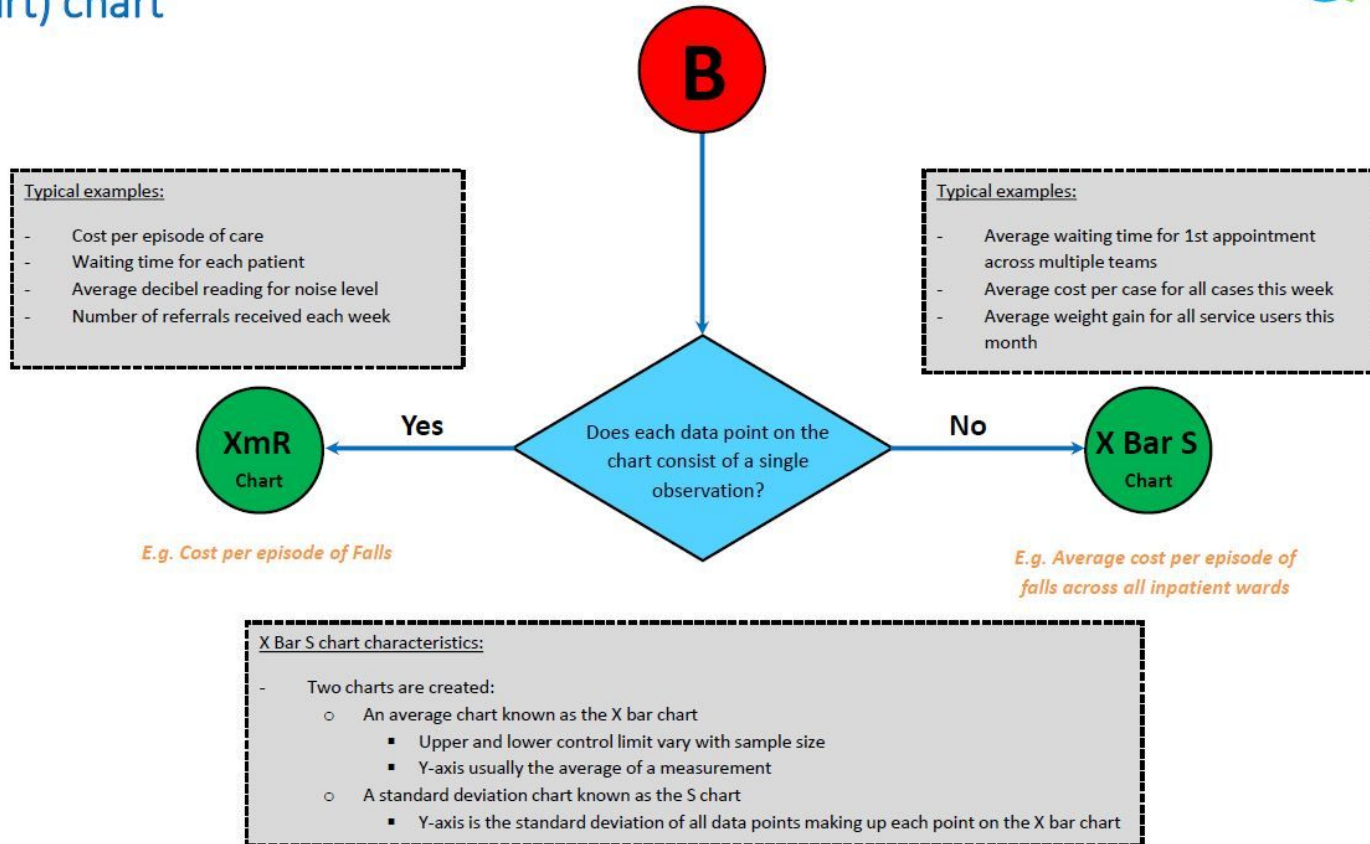 art) chart
B
Typical examples:
- Cost per episode of care
- Waiting time for each patient
- Average decibel reading for noise level
- Number of referrals received each week
Typical examples:
- Average waiting time for 1st appointment
across multiple teams
- Average cost per case for all cases this week
- Average weight gain for all service users this
month
XmR
Chart
Yes
Does each data point on the
chart consist of a single
observation?
No
X Bar S
Chart
E.g. Cost per episode of Falls
E.g. Average cost per episode of
falls across all inpatient wards
X Bar S chart characteristics:
- Two charts are created:
o An average chart known as the X bar chart
▪ Upper and lower control limit vary with sample size
▪ Y-axis usually the average of a measurement
o A standard deviation chart known as the S chart
▪ Y-axis is the standard deviation of all data points making up each point on the X bar chart